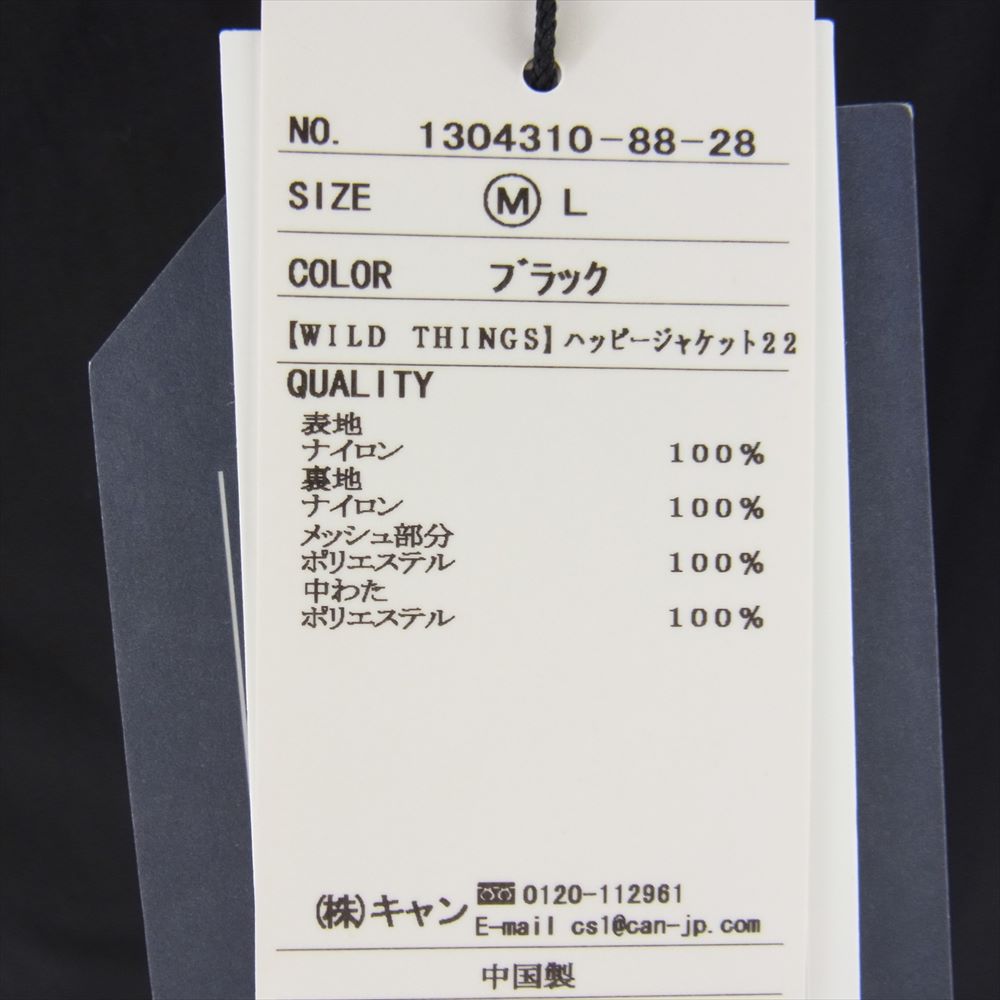 NO. 1304310-88-28
SIZE M L
COLOR ブラック
【WILD THINGS】ハッピージャケット22
QUALITY
表地
ナイロン 100%
裏地
ナイロン 100%
メッシュ部分
ポリエステル 100%
中わた
ポリエステル 100%
(株)キャン 0120-112961
E-mail cs1@can-jp.com
中国製